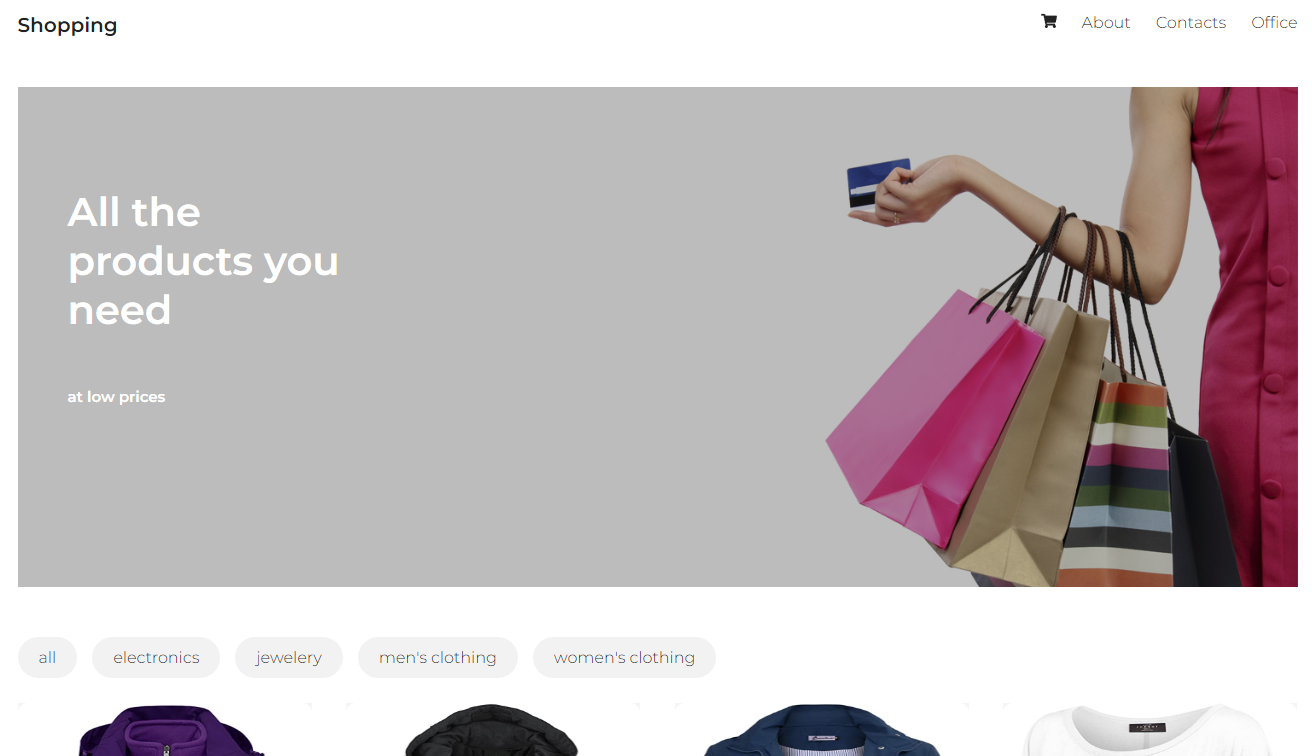 Shopping
About Contacts Office
All the
products you
need
at low prices
all electronics jewelery men's clothing women's clothing